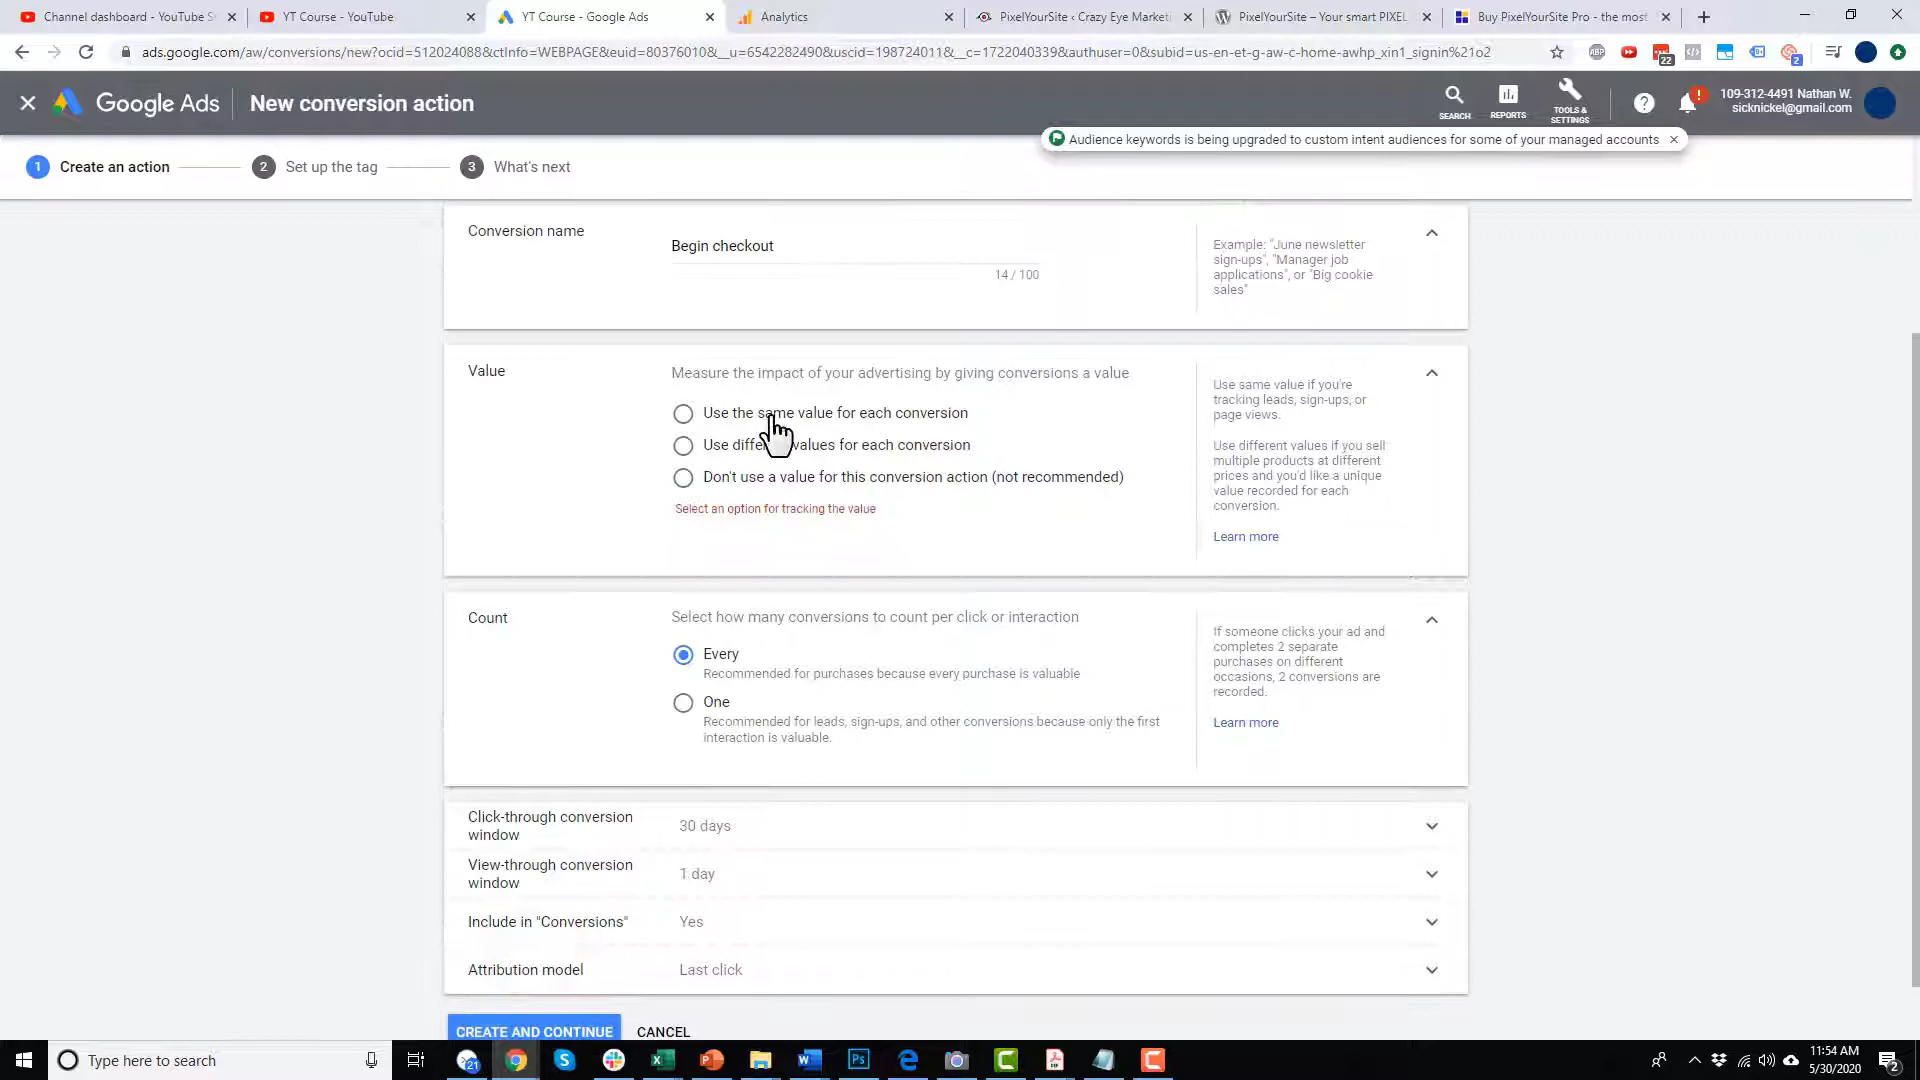 Channel dashboard - YouTube S
YT Course - YouTube
YT Course - Google Ads
Analytics
PixelYourSite ‹ Crazy Eye Marketi
PixelYourSite – Your smart PIXEL
Buy PixelYourSite Pro - the most
ads.google.com/aw/conversions/new?ocid=512024088&ctInfo=WEBPAGE&euid=80376010&__u=6542282490&uscid=198724011&__c=1722040339&authuser=0&subid=us-en-et-g-aw-c-home-awhp_xin1_signin%21o2
ABP
22
2
Google Ads
New conversion action
SEARCH
REPORTS
TOOLS &
SETTINGS
?
!
109-312-4491 Nathan W.
sicknickel@gmail.com
Audience keywords is being upgraded to custom intent audiences for some of your managed accounts
1 Create an action
2 Set up the tag
3 What's next
Conversion name
Begin checkout
14 / 100
Example: "June newsletter
sign-ups", "Manager job
applications", or "Big cookie
sales"
Value
Measure the impact of your advertising by giving conversions a value
Use the same value for each conversion
Use diffe values for each conversion
Don't use a value for this conversion action (not recommended)
Select an option for tracking the value
Use same value if you're
tracking leads, sign-ups, or
page views.
Use different values if you sell
multiple products at different
prices and you'd like a unique
value recorded for each
conversion.
Learn more
Count
Select how many conversions to count per click or interaction
Every
Recommended for purchases because every purchase is valuable
One
Recommended for leads, sign-ups, and other conversions because only the first
interaction is valuable.
If someone clicks your ad and
completes 2 separate
purchases on different
occasions, 2 conversions are
recorded.
Learn more
Click-through conversion
window
30 days
View-through conversion
window
1 day
Include in "Conversions"
Yes
Attribution model
Last click
CREATE AND CONTINUE
CANCEL
Type here to search
21
11:54 AM
5/30/2020
2